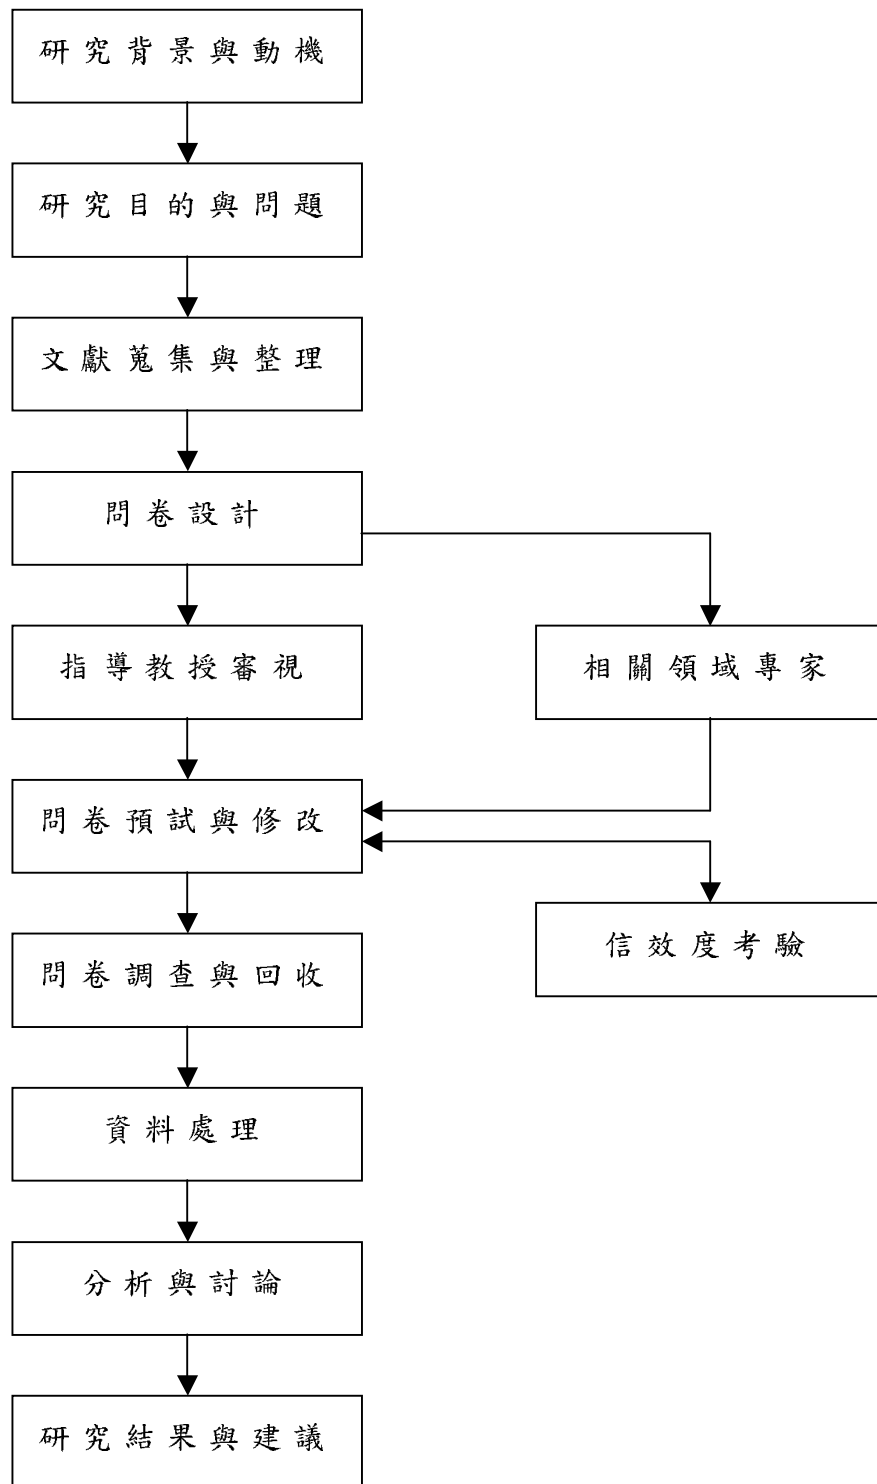 研究背景與動機
研究目的與問題
文獻蒐集與整理
問卷設計
指導教授審視
相關領域專家
問卷預試與修改
信效度考驗
問卷調查與回收
資料處理
分析與討論
研究結果與建議